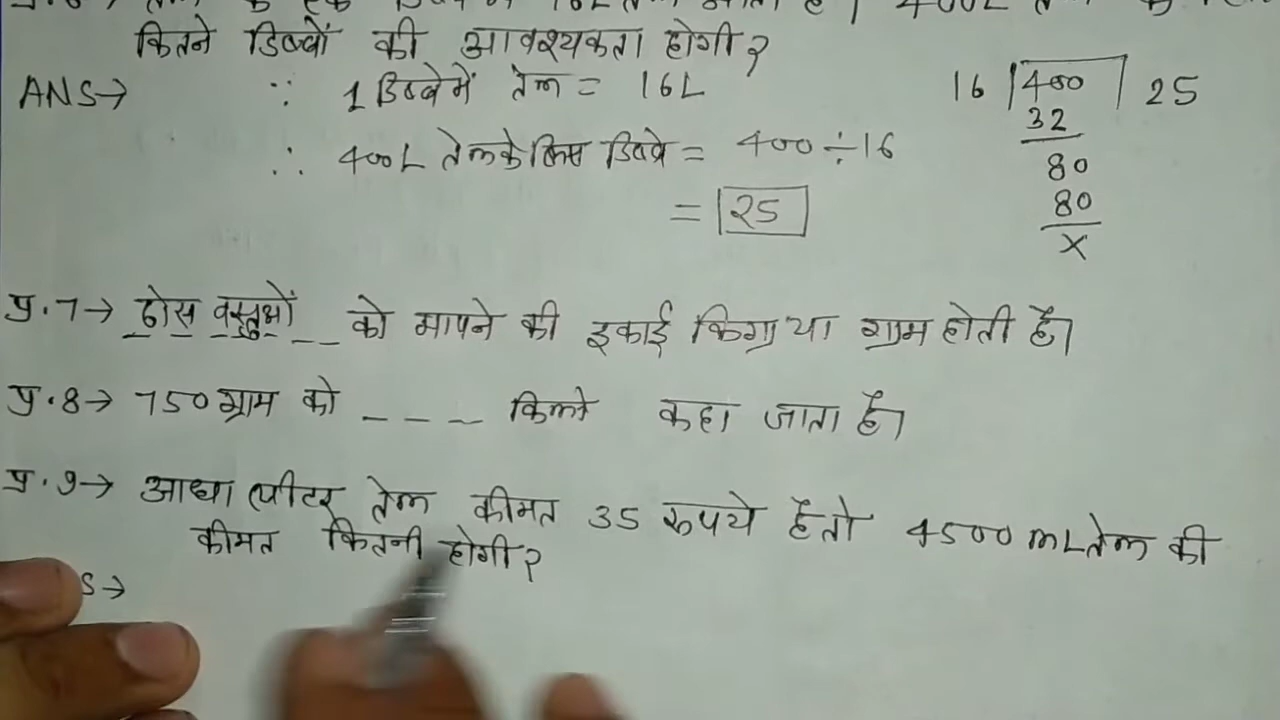 कितने डिब्बों की आवश्यकता होगी?
ANS→ ∵ 1 डिब्बे में तेल = 16L
∴ 400L तेल के लिए डिब्बे = 400 ÷ 16
= 25
16 400 25
32
80
80
x
प्र.7→ ठोस वस्तुओं _ _ को मापने की इकाई किग्रा या ग्राम होती है।
प्र.8→ 750 ग्राम को _ _ _ किलो कहा जाता है।
प्र.9→ आधा लीटर तेल कीमत 35 रुपये है तो 4500 mL तेल की
कीमत कितनी होगी?
S→